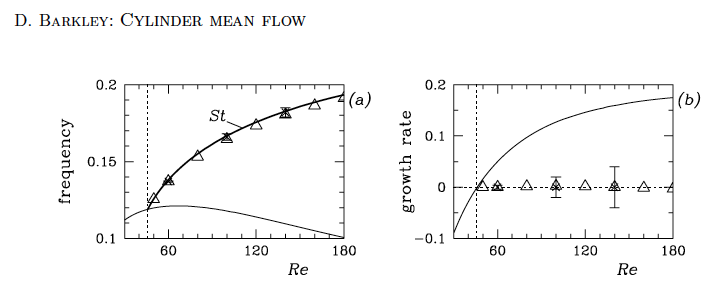 D. BARKLEY: CYLINDER MEAN FLOW
0.2
0.15
0.1
frequency
St
(a)
60
120
180
Re
0.2
0.1
0
−0.1
growth rate
(b)
60
120
180
Re